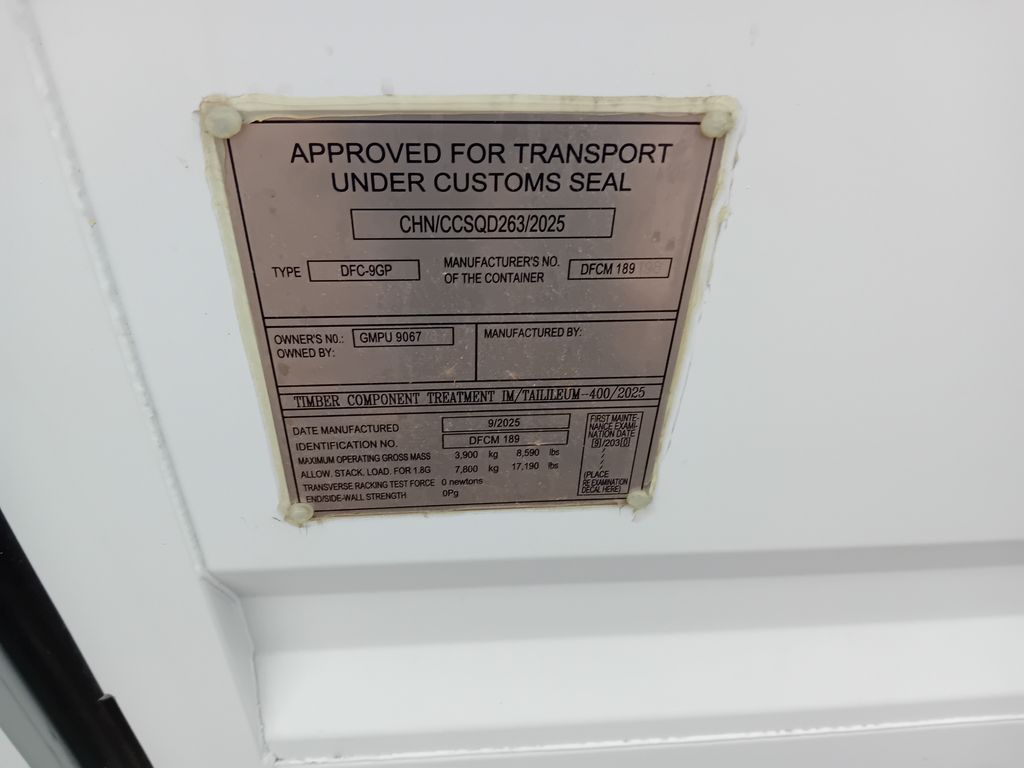 APPROVED FOR TRANSPORT
UNDER CUSTOMS SEAL
CHN/CCSQD263/2025
TYPE DFC-9GP MANUFACTURER'S NO. OF THE CONTAINER DFCM 189
OWNER'S NO.: GMPU 9067 MANUFACTURED BY:
OWNED BY:
TIMBER COMPONENT TREATMENT IM/TAILILEUM-400/2025
DATE MANUFACTURED 9/2025
IDENTIFICATION NO. DFCM 189
MAXIMUM OPERATING GROSS MASS 3,900 kg 8,590 lbs
ALLOW. STACK. LOAD. FOR 1.8G 7,800 kg 17,190 lbs
TRANSVERSE RACKING TEST FORCE 0 newtons
END/SIDE-WALL STRENGTH 0Pg
FIRST MAINTE-
NANCE EXAMI-
NATION DATE
[9]/203[0]
/
/
/
(PLACE
RE EXAMINATION
DECAL HERE)